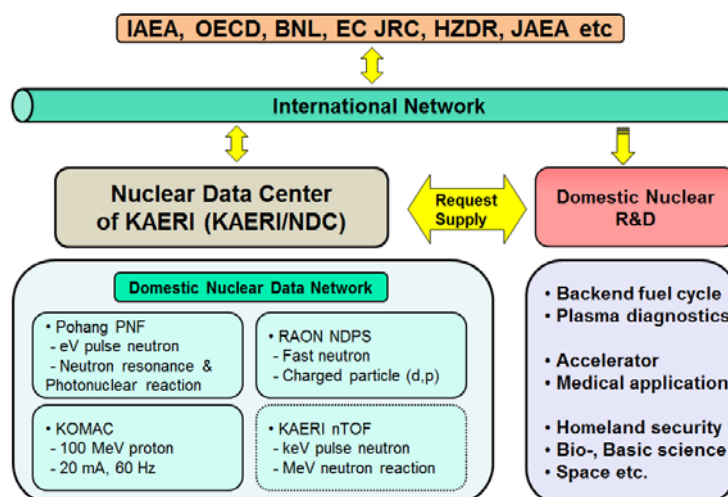 IAEA, OECD, BNL, EC JRC, HZDR, JAEA etc
International Network
Nuclear Data Center
of KAERI (KAERI/NDC)
Request
Supply
Domestic Nuclear
R&D
Domestic Nuclear Data Network
• Pohang PNF
- eV pulse neutron
- Neutron resonance &
Photonuclear reaction
• RAON NDPS
- Fast neutron
- Charged particle (d,p)
• KOMAC
- 100 MeV proton
- 20 mA, 60 Hz
• KAERI nTOF
- keV pulse neutron
- MeV neutron reaction
• Backend fuel cycle
• Plasma diagnostics
• Accelerator
• Medical application
• Homeland security
• Bio-, Basic science
• Space etc.